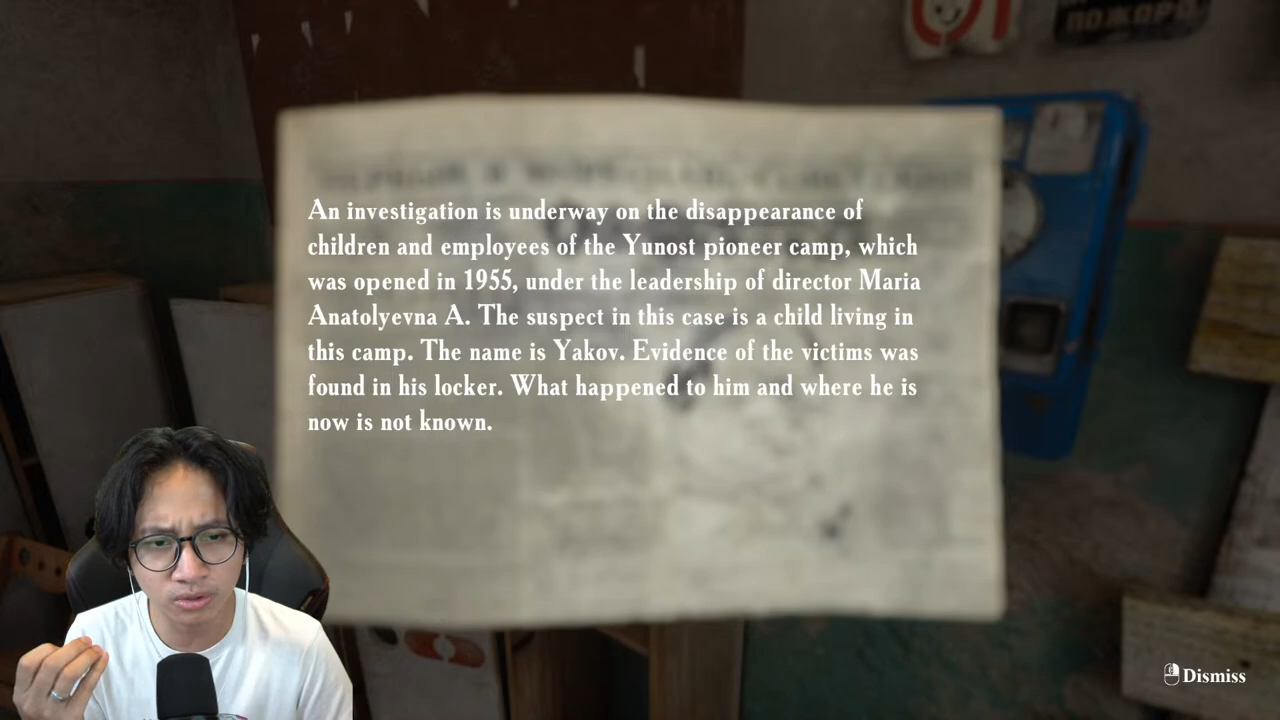 ПОЖАРА
An investigation is underway on the disappearance of
children and employees of the Yunost pioneer camp, which
was opened in 1955, under the leadership of director Maria
Anatolyevna A. The suspect in this case is a child living in
this camp. The name is Yakov. Evidence of the victims was
found in his locker. What happened to him and where he is
now is not known.
Dismiss